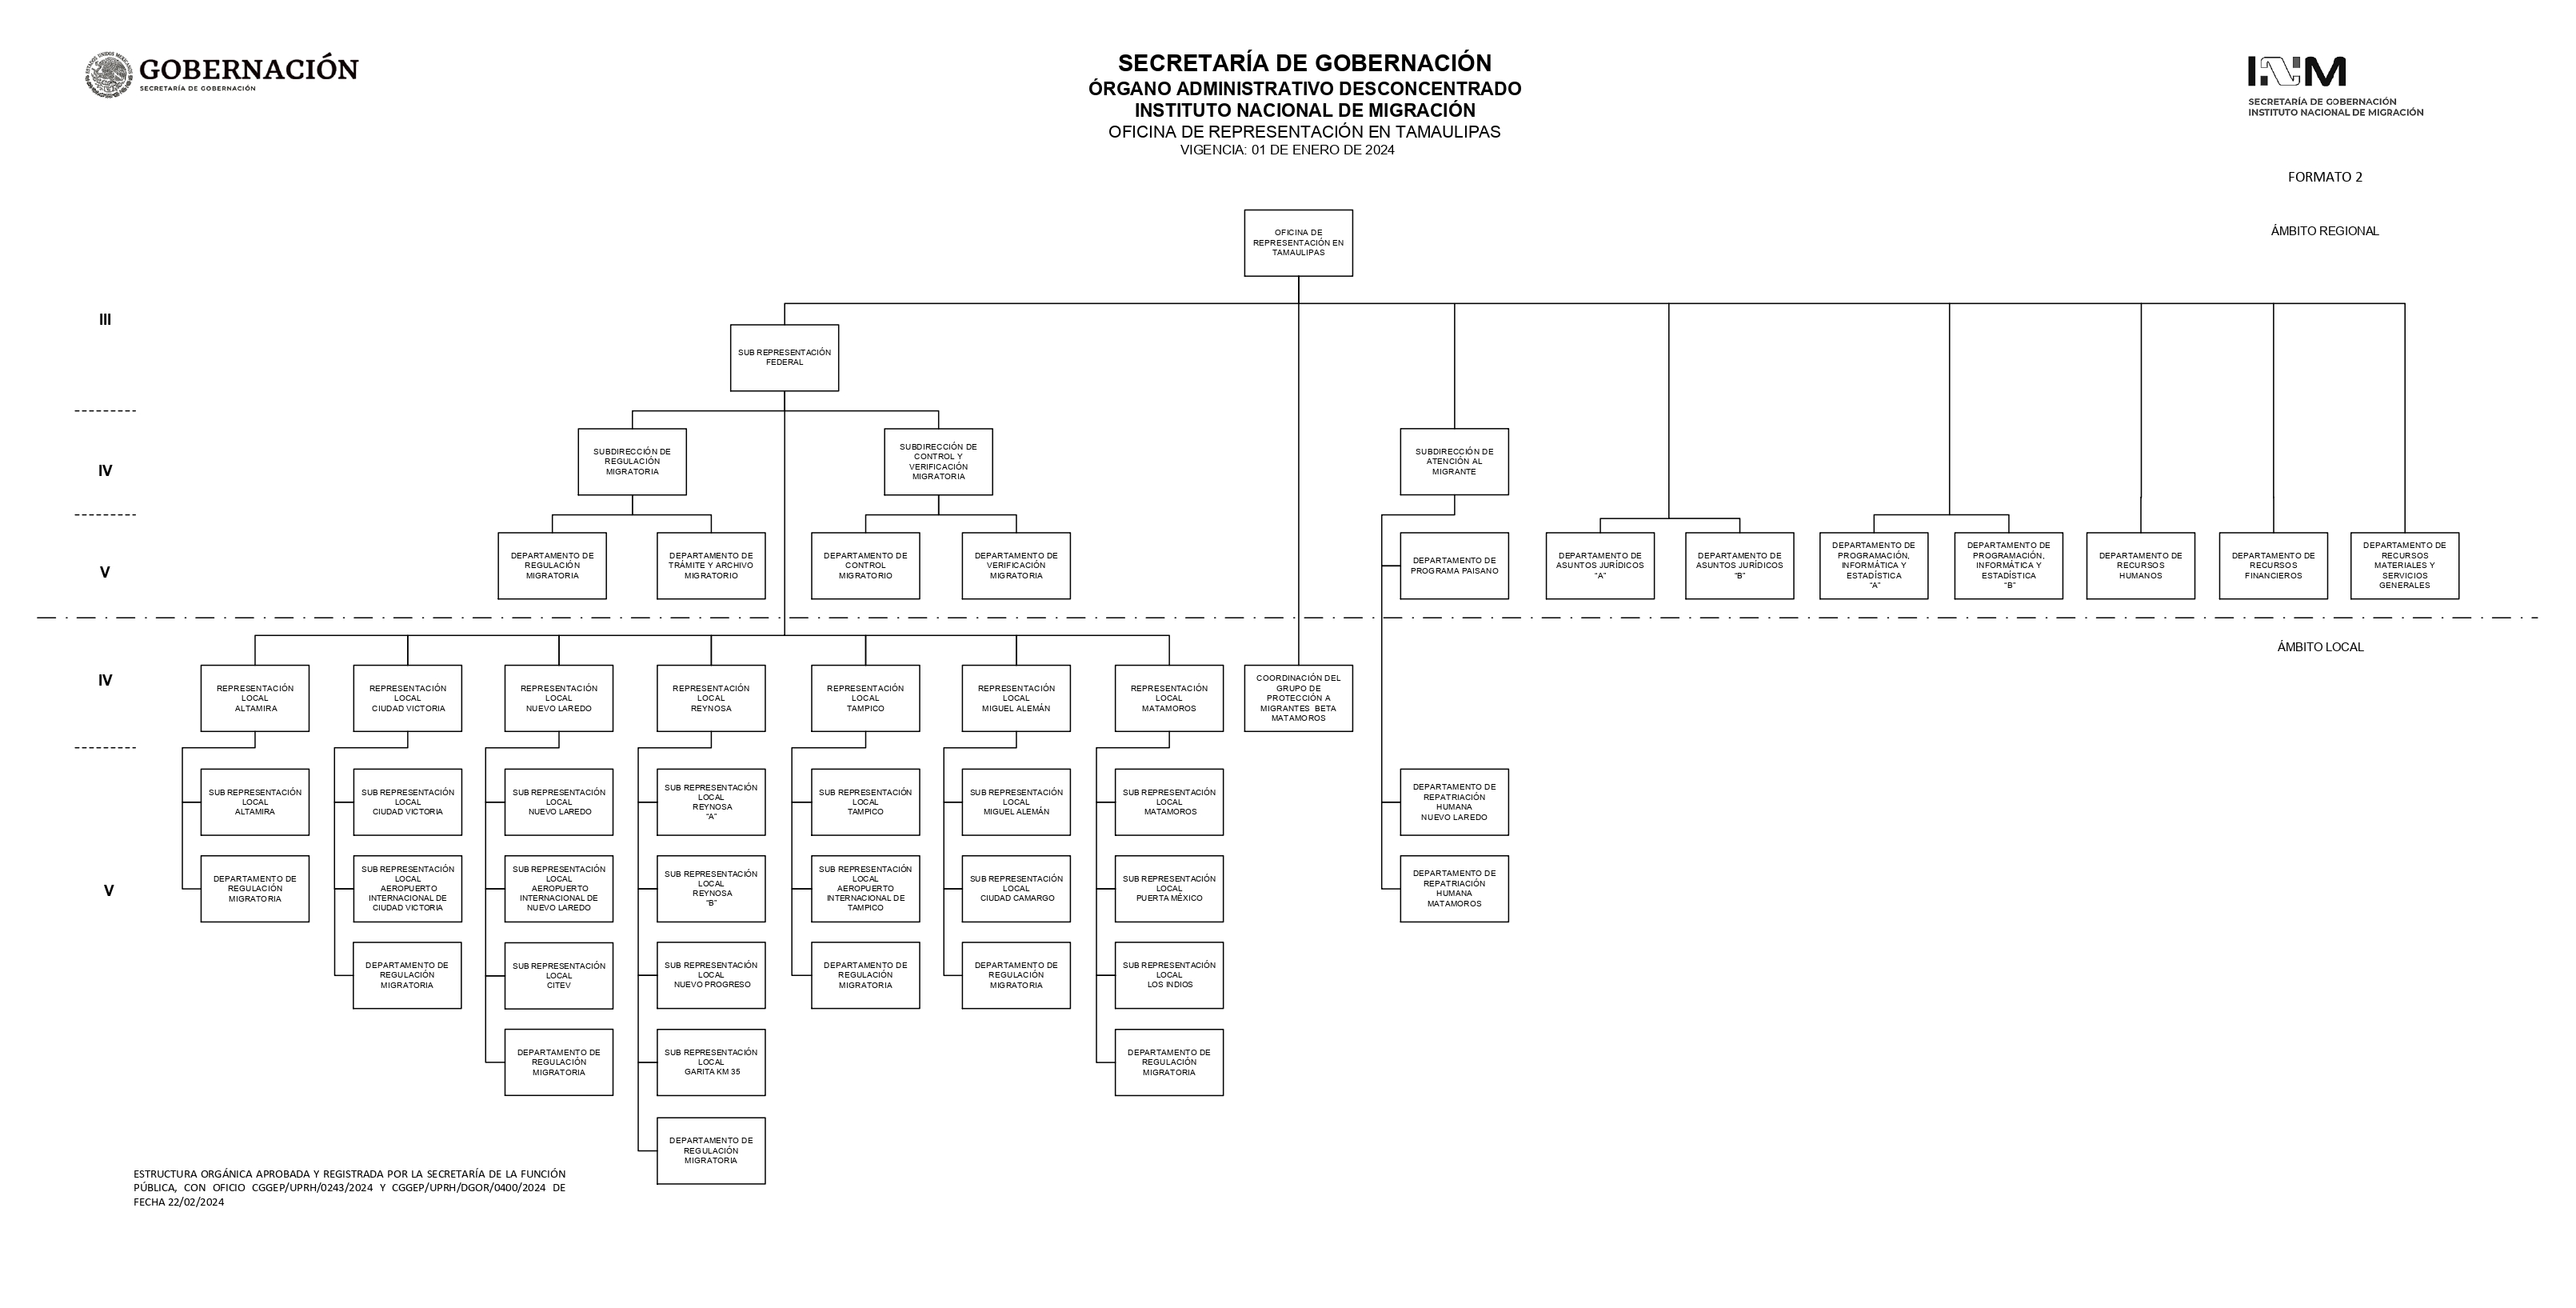 GOBERNACIÓN
SECRETARÍA DE GOBERNACIÓN
SECRETARÍA DE GOBERNACIÓN
ÓRGANO ADMINISTRATIVO DESCONCENTRADO
INSTITUTO NACIONAL DE MIGRACIÓN
OFICINA DE REPRESENTACIÓN EN TAMAULIPAS
VIGENCIA: 01 DE ENERO DE 2024
INM
SECRETARÍA DE GOBERNACIÓN
INSTITUTO NACIONAL DE MIGRACIÓN
FORMATO 2
ÁMBITO REGIONAL
OFICINA DE
REPRESENTACIÓN EN
TAMAULIPAS
III
SUB REPRESENTACIÓN
FEDERAL
IV
SUBDIRECCIÓN DE
REGULACIÓN
MIGRATORIA
SUBDIRECCIÓN DE
CONTROL Y
VERIFICACIÓN
MIGRATORIA
SUBDIRECCIÓN DE
ATENCIÓN AL
MIGRANTE
V
DEPARTAMENTO DE
REGULACIÓN
MIGRATORIA
DEPARTAMENTO DE
TRÁMITE Y ARCHIVO
MIGRATORIO
DEPARTAMENTO DE
CONTROL
MIGRATORIO
DEPARTAMENTO DE
VERIFICACIÓN
MIGRATORIA
DEPARTAMENTO DE
PROGRAMA PAISANO
DEPARTAMENTO DE
ASUNTOS JURÍDICOS
"A"
DEPARTAMENTO DE
ASUNTOS JURÍDICOS
"B"
DEPARTAMENTO DE
PROGRAMACIÓN,
INFORMÁTICA Y
ESTADÍSTICA
"A"
DEPARTAMENTO DE
PROGRAMACIÓN,
INFORMÁTICA Y
ESTADÍSTICA
"B"
DEPARTAMENTO DE
RECURSOS
HUMANOS
DEPARTAMENTO DE
RECURSOS
FINANCIEROS
DEPARTAMENTO DE
RECURSOS
MATERIALES Y
SERVICIOS
GENERALES
ÁMBITO LOCAL
IV
REPRESENTACIÓN
LOCAL
ALTAMIRA
REPRESENTACIÓN
LOCAL
CIUDAD VICTORIA
REPRESENTACIÓN
LOCAL
NUEVO LAREDO
REPRESENTACIÓN
LOCAL
REYNOSA
REPRESENTACIÓN
LOCAL
TAMPICO
REPRESENTACIÓN
LOCAL
MIGUEL ALEMÁN
REPRESENTACIÓN
LOCAL
MATAMOROS
COORDINACIÓN DEL
GRUPO DE
PROTECCIÓN A
MIGRANTES BETA
MATAMOROS
SUB REPRESENTACIÓN
LOCAL
ALTAMIRA
SUB REPRESENTACIÓN
LOCAL
CIUDAD VICTORIA
SUB REPRESENTACIÓN
LOCAL
NUEVO LAREDO
SUB REPRESENTACIÓN
LOCAL
REYNOSA
"A"
SUB REPRESENTACIÓN
LOCAL
TAMPICO
SUB REPRESENTACIÓN
LOCAL
MIGUEL ALEMÁN
SUB REPRESENTACIÓN
LOCAL
MATAMOROS
DEPARTAMENTO DE
REPATRIACIÓN
HUMANA
NUEVO LAREDO
V
DEPARTAMENTO DE
REGULACIÓN
MIGRATORIA
SUB REPRESENTACIÓN
LOCAL
AEROPUERTO
INTERNACIONAL DE
CIUDAD VICTORIA
SUB REPRESENTACIÓN
LOCAL
AEROPUERTO
INTERNACIONAL DE
NUEVO LAREDO
SUB REPRESENTACIÓN
LOCAL
REYNOSA
"B"
SUB REPRESENTACIÓN
LOCAL
AEROPUERTO
INTERNACIONAL DE
TAMPICO
SUB REPRESENTACIÓN
LOCAL
CIUDAD CAMARGO
SUB REPRESENTACIÓN
LOCAL
PUERTA MÉXICO
DEPARTAMENTO DE
REPATRIACIÓN
HUMANA
MATAMOROS
DEPARTAMENTO DE
REGULACIÓN
MIGRATORIA
SUB REPRESENTACIÓN
LOCAL
CITEV
SUB REPRESENTACIÓN
LOCAL
NUEVO PROGRESO
DEPARTAMENTO DE
REGULACIÓN
MIGRATORIA
DEPARTAMENTO DE
REGULACIÓN
MIGRATORIA
SUB REPRESENTACIÓN
LOCAL
LOS INDIOS
DEPARTAMENTO DE
REGULACIÓN
MIGRATORIA
SUB REPRESENTACIÓN
LOCAL
GARITA KM 35
DEPARTAMENTO DE
REGULACIÓN
MIGRATORIA
DEPARTAMENTO DE
REGULACIÓN
MIGRATORIA
ESTRUCTURA ORGÁNICA APROBADA Y REGISTRADA POR LA SECRETARÍA DE LA FUNCIÓN
PÚBLICA, CON OFICIO CGGEP/UPRH/0243/2024 Y CGGEP/UPRH/DGOR/0400/2024 DE
FECHA 22/02/2024